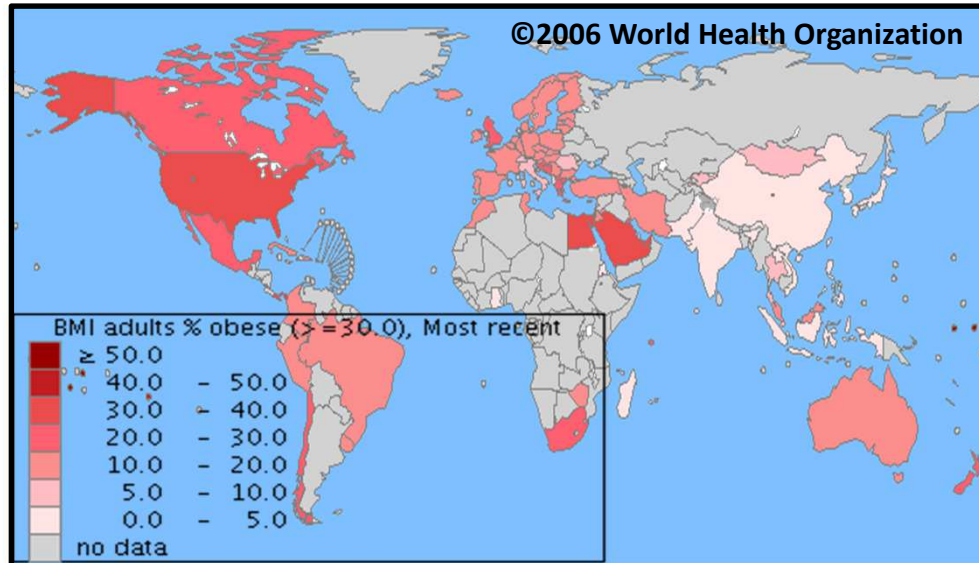 ©2006 World Health Organization
BMI adults % obese (>=30.0), Most recent
≥ 50.0
40.0 - 50.0
30.0 - 40.0
20.0 - 30.0
10.0 - 20.0
5.0 - 10.0
0.0 - 5.0
no data